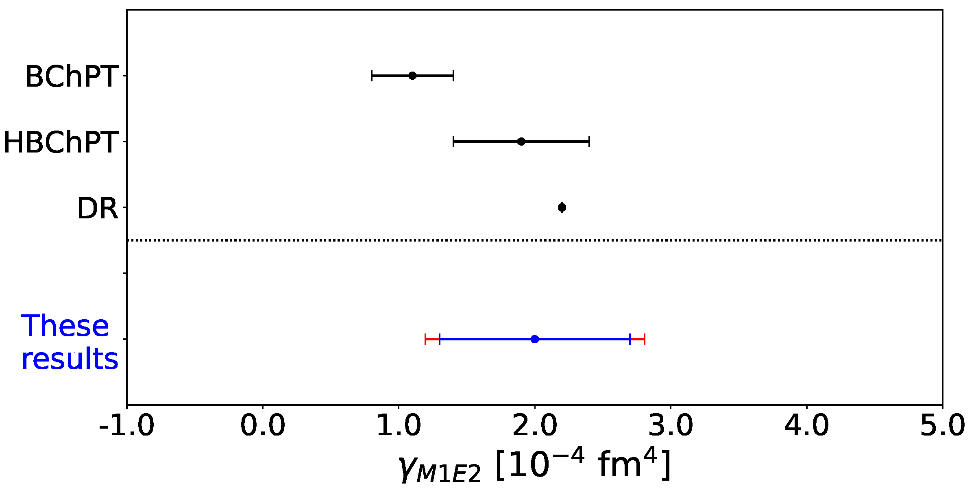 BChPT
HBChPT
DR
These
results
-1.0 0.0 1.0 2.0 3.0 4.0 5.0
γM1E2 [10⁻⁴ fm⁴]